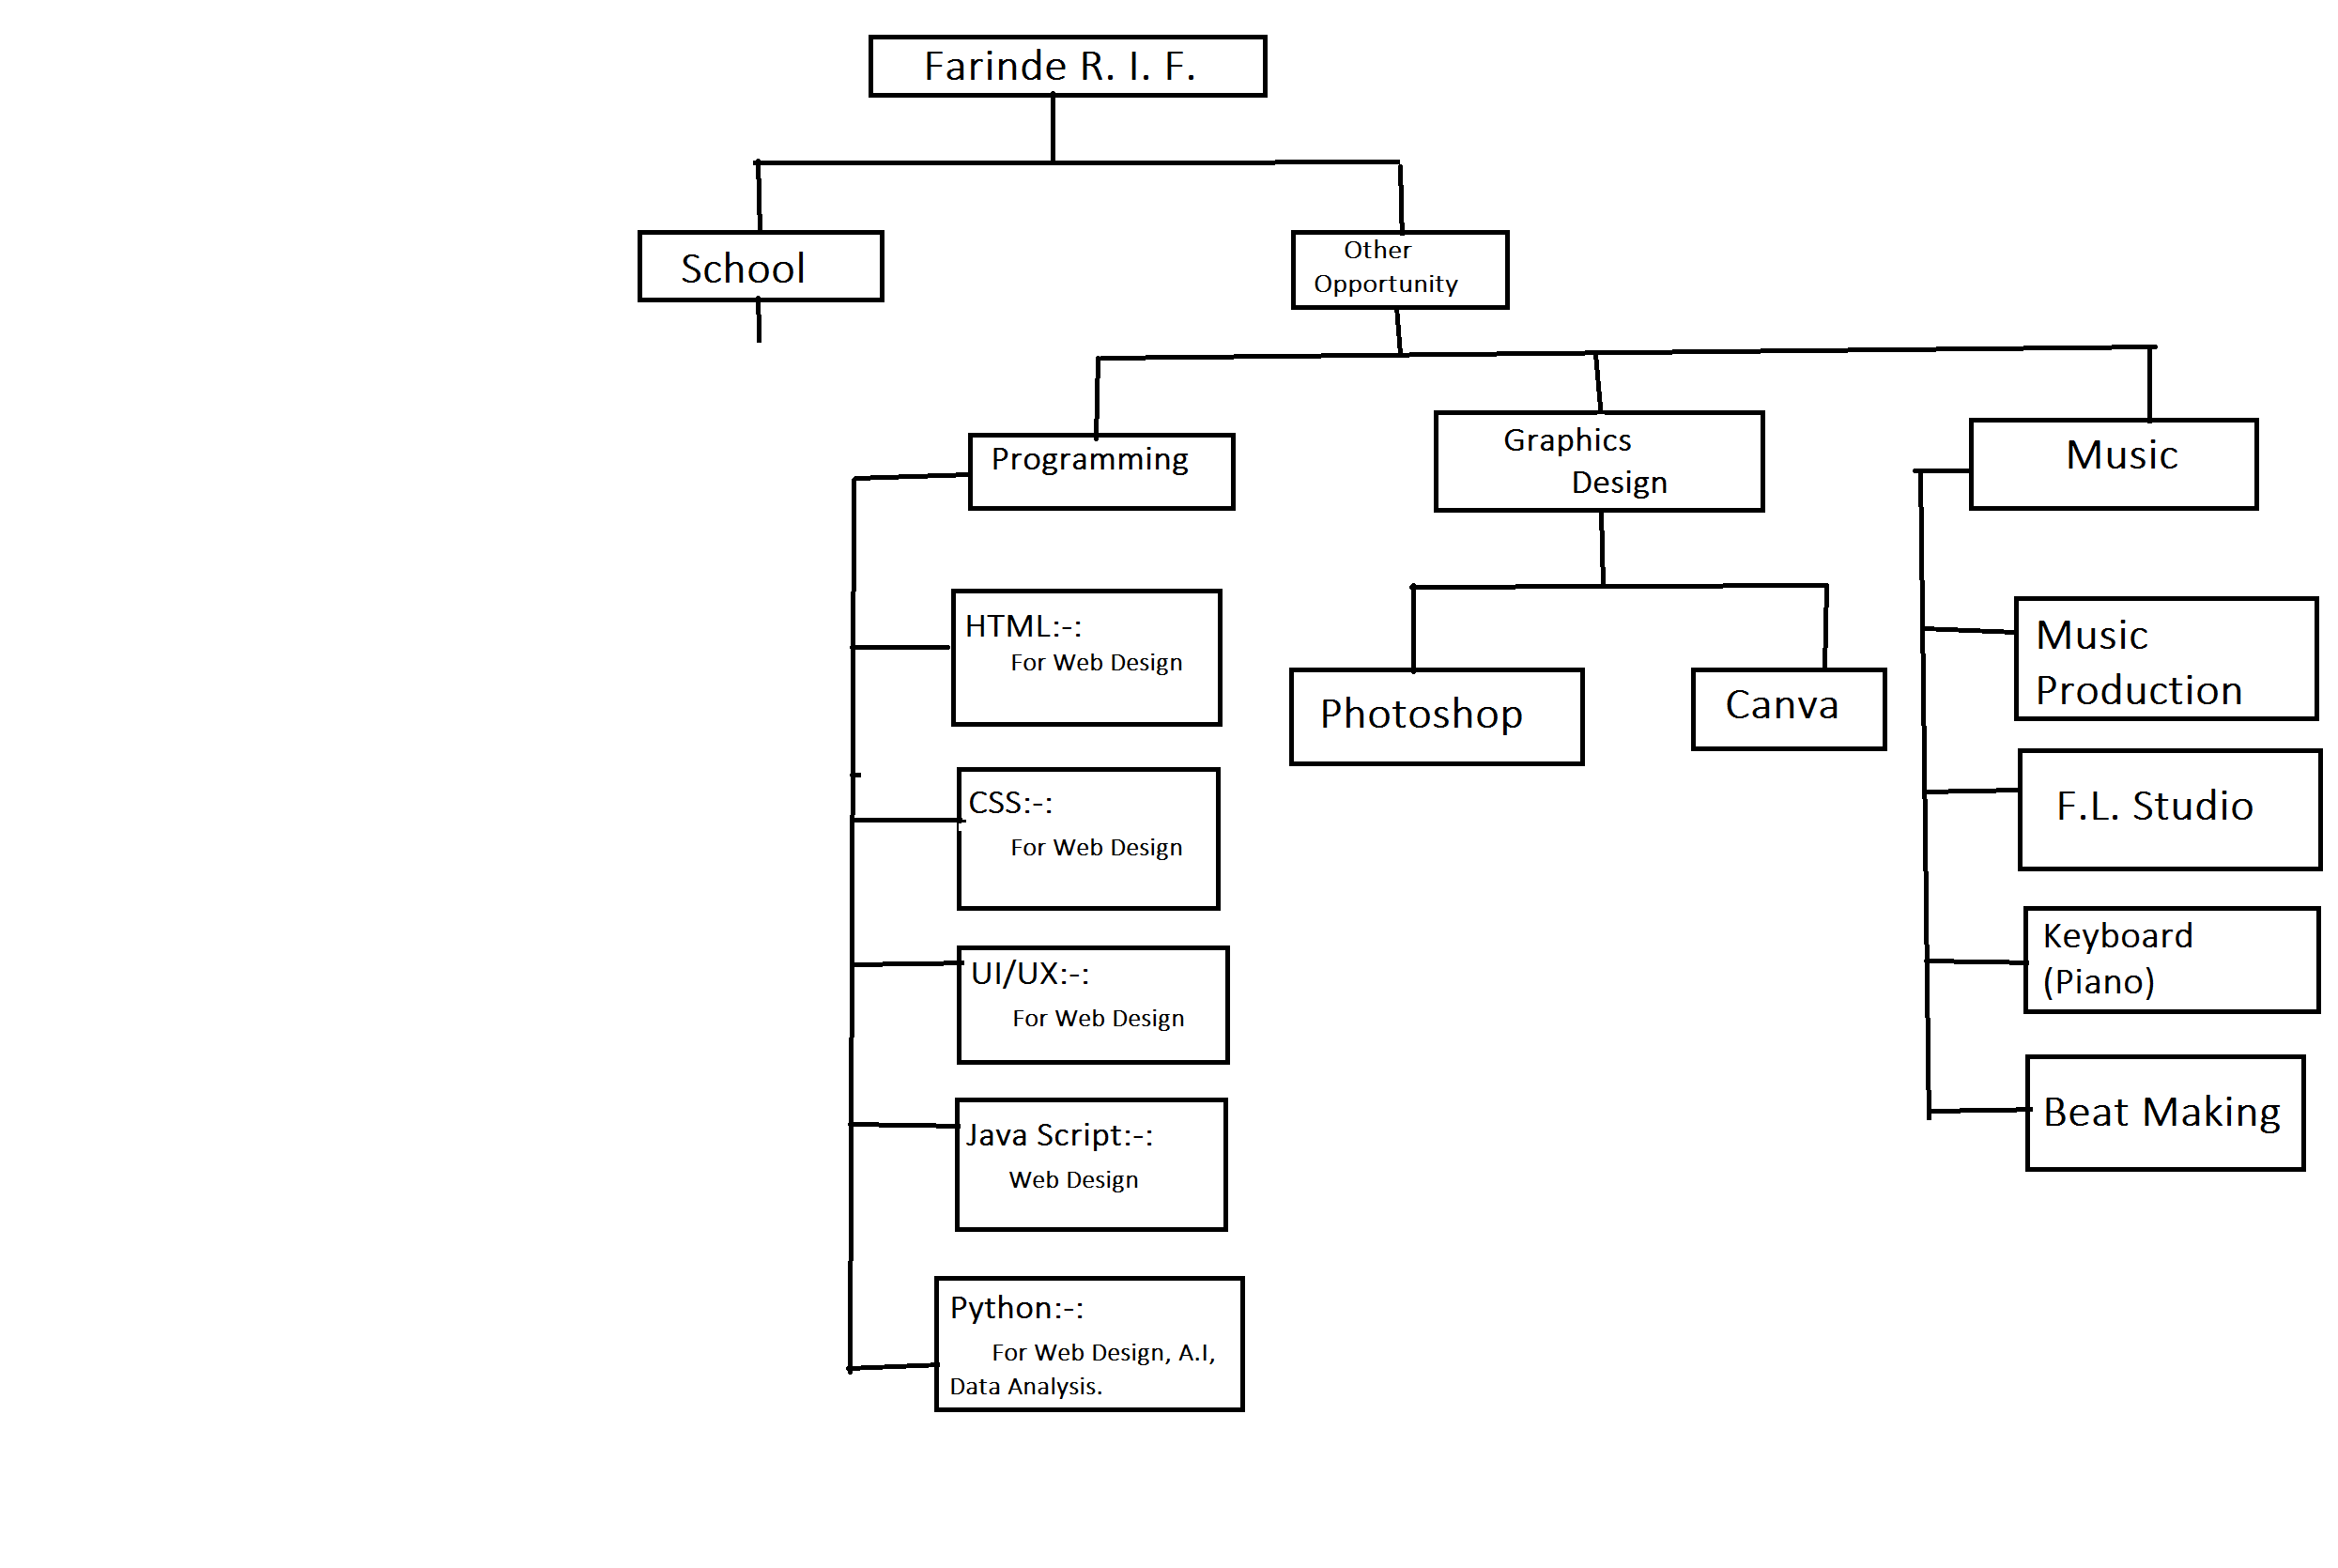 Farinde R. I. F.
School
Other
Opportunity
Programming
Graphics
Design
Music
HTML:-:
For Web Design
CSS:-:
For Web Design
UI/UX:-:
For Web Design
Java Script:-:
Web Design
Python:-:
For Web Design, A.I,
Data Analysis.
Photoshop
Canva
Music
Production
F.L. Studio
Keyboard
(Piano)
Beat Making